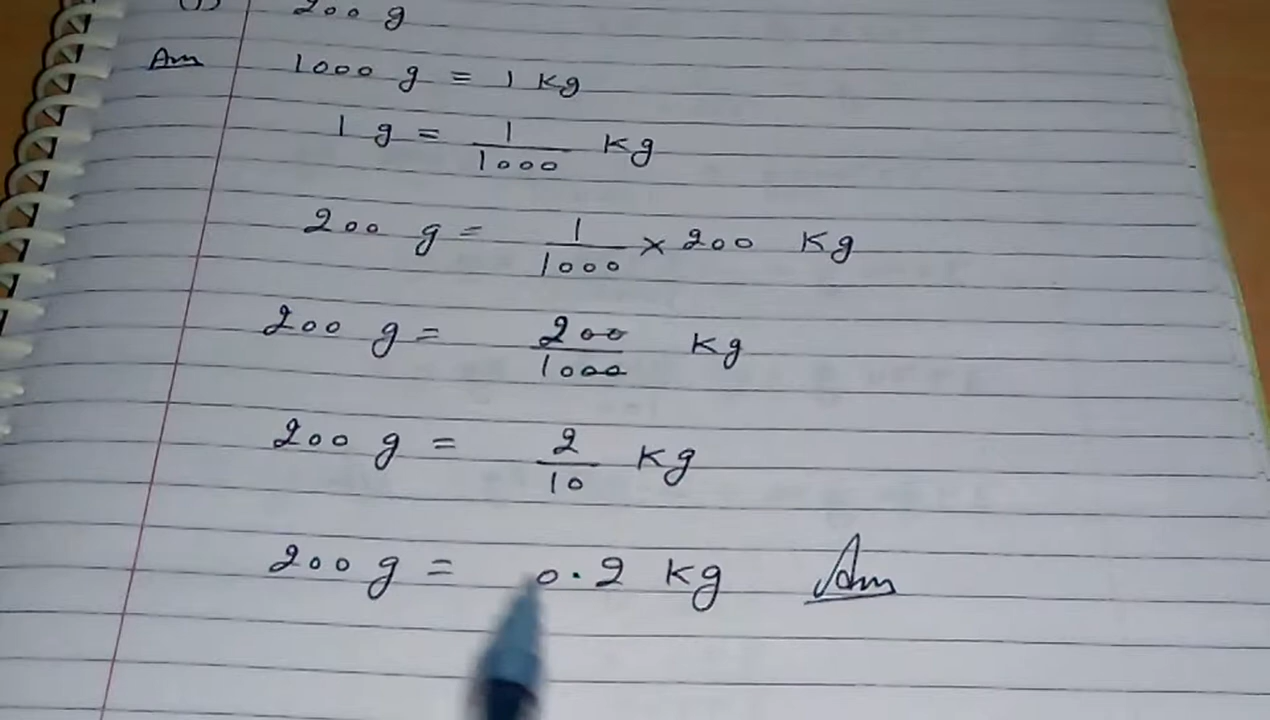 (i) 200 g
Ans 1000 g = 1 Kg
1 g = 1/1000 Kg
200 g = 1/1000 × 200 Kg
200 g = 200/1000 Kg
200 g = 2/10 Kg
200 g = 0.2 Kg Ans